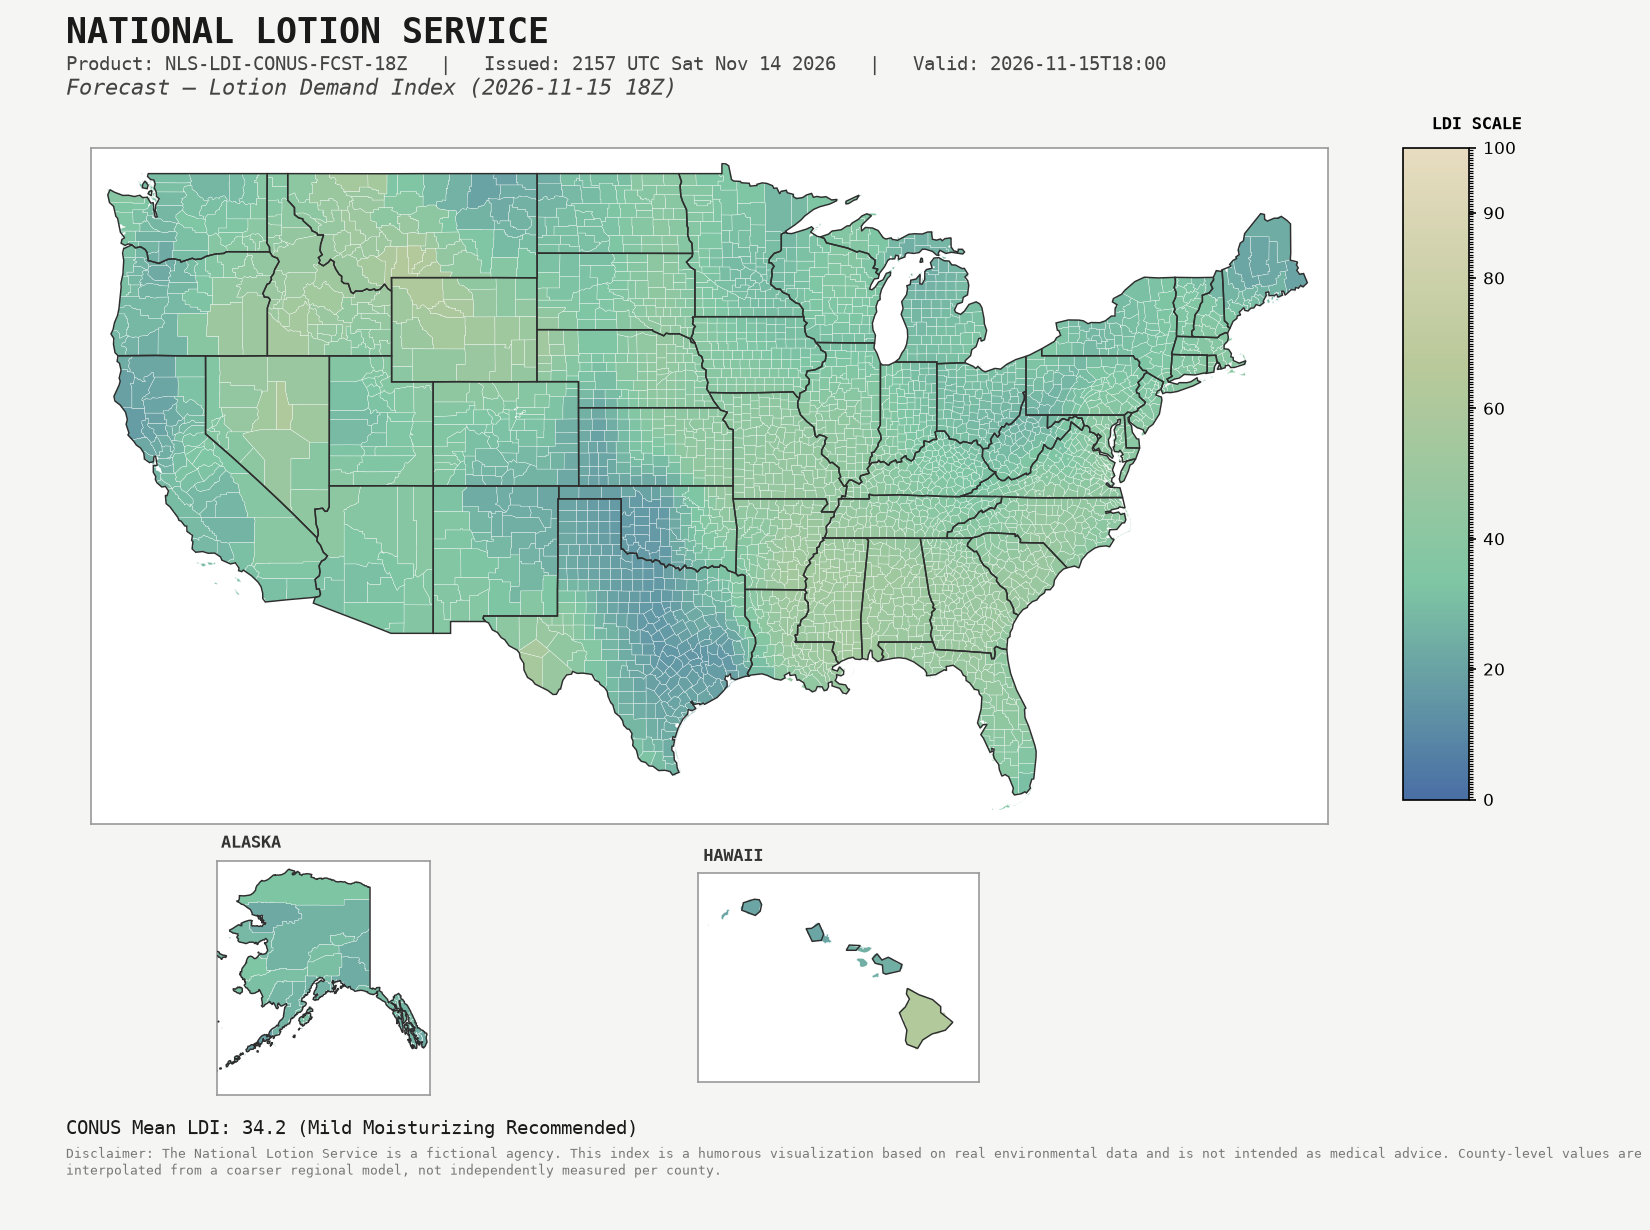 NATIONAL LOTION SERVICE
Product: NLS-LDI-CONUS-FCST-18Z | Issued: 2157 UTC Sat Nov 14 2026 | Valid: 2026-11-15T18:00
Forecast — Lotion Demand Index (2026-11-15 18Z)
LDI SCALE
100
90
80
60
40
20
0
ALASKA
HAWAII
CONUS Mean LDI: 34.2 (Mild Moisturizing Recommended)
Disclaimer: The National Lotion Service is a fictional agency. This index is a humorous visualization based on real environmental data and is not intended as medical advice. County-level values are
interpolated from a coarser regional model, not independently measured per county.